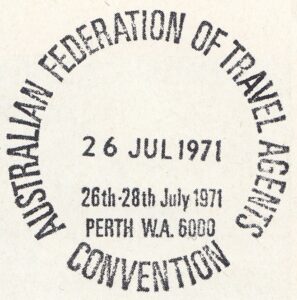 AUSTRALIAN FEDERATION OF TRAVEL AGENTS
26 JUL 1971
26th-28th July 1971
PERTH W.A. 6000
CONVENTION